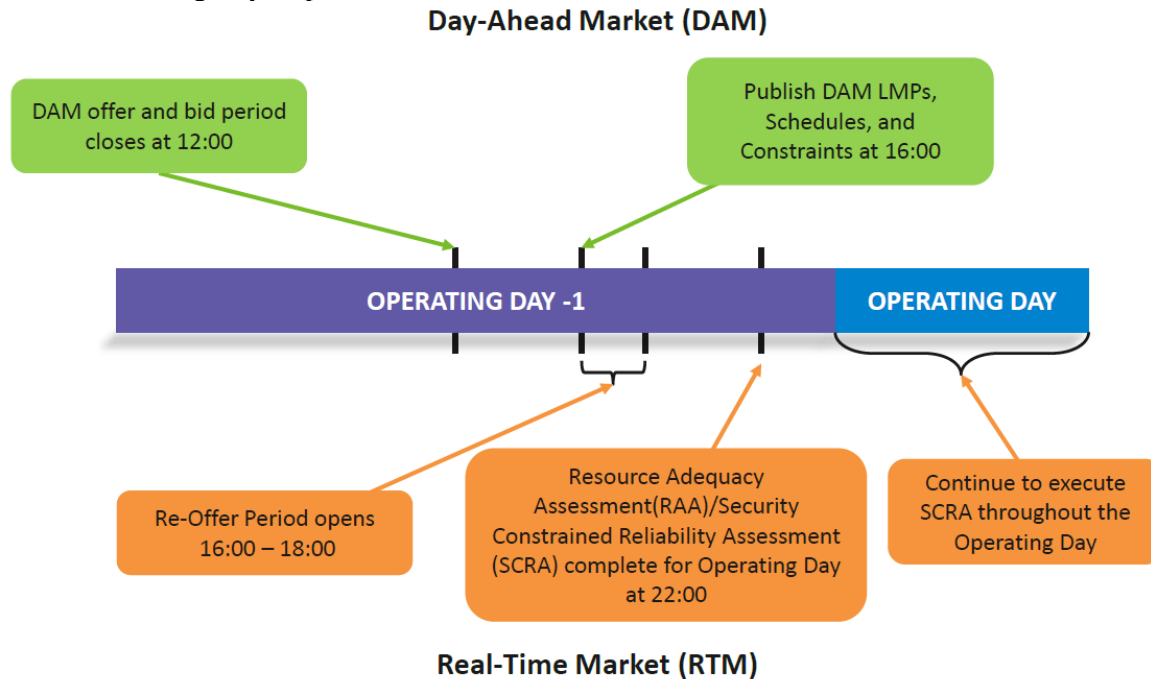 Day-Ahead Market (DAM)
DAM offer and bid period
closes at 12:00
Publish DAM LMPs,
Schedules, and
Constraints at 16:00
OPERATING DAY -1
OPERATING DAY
Re-Offer Period opens
16:00 – 18:00
Resource Adequacy
Assessment(RAA)/Security
Constrained Reliability Assessment
(SCRA) complete for Operating Day
at 22:00
Continue to execute
SCRA throughout the
Operating Day
Real-Time Market (RTM)